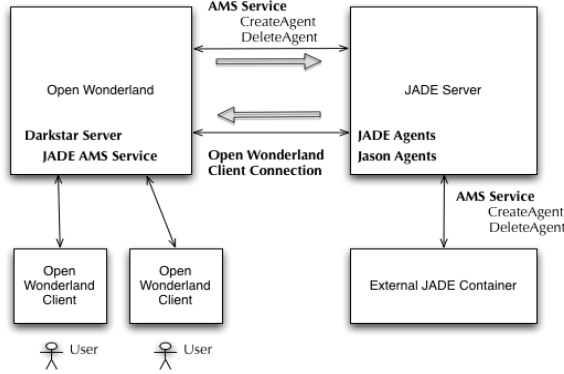 AMS Service
CreateAgent
DeleteAgent
Open Wonderland
JADE Server
Darkstar Server
JADE AMS Service
Open Wonderland
Client Connection
JADE Agents
Jason Agents
AMS Service
CreateAgent
DeleteAgent
Open
Wonderland
Client
Open
Wonderland
Client
External JADE Container
User
User